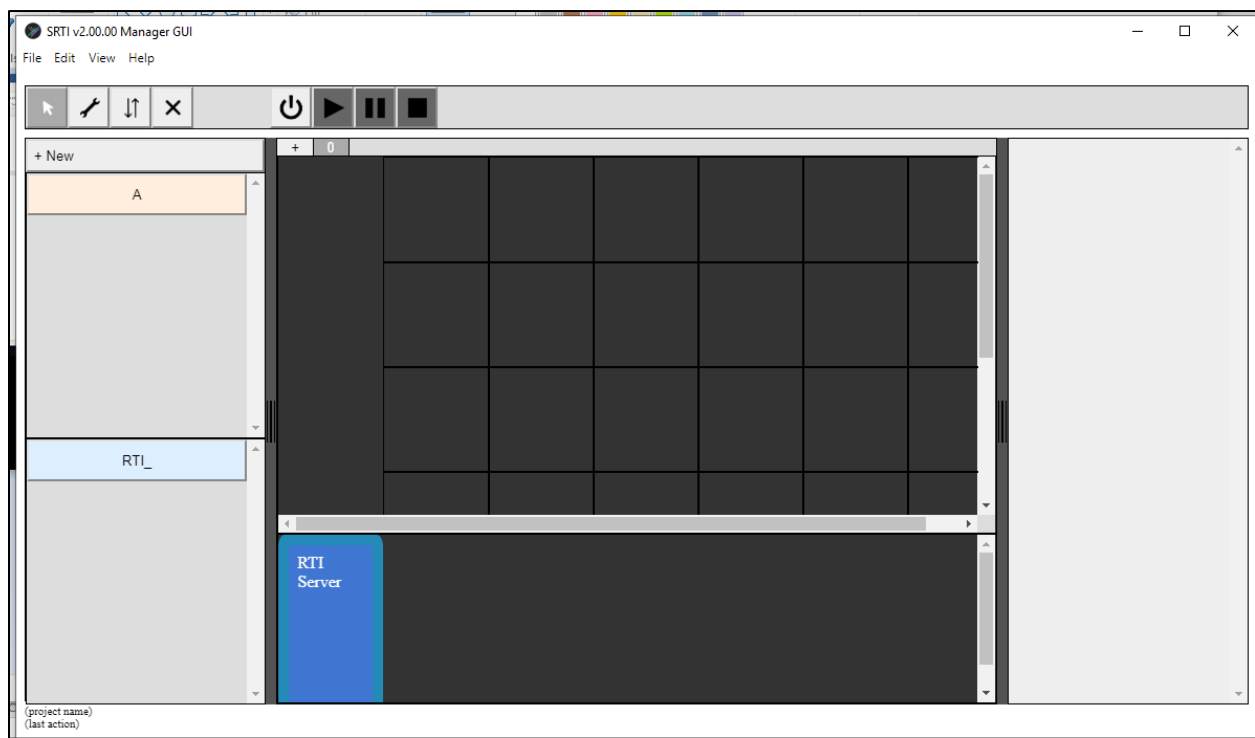 SRTI v2.00.00 Manager GUI
File Edit View Help
+ New
+ 0
A
RTI_
RTI
Server
(project name)
(last action)